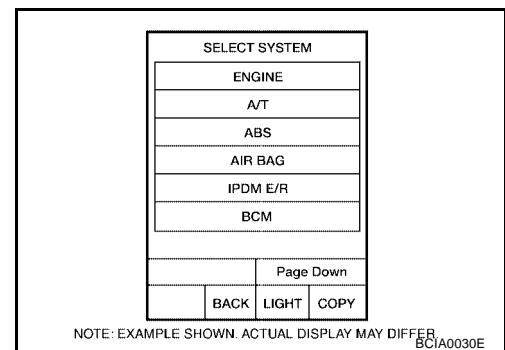 SELECT SYSTEM
ENGINE
A/T
ABS
AIR BAG
IPDM E/R
BCM
Page Down
BACK LIGHT COPY
NOTE: EXAMPLE SHOWN. ACTUAL DISPLAY MAY DIFFER.
BCIA0030E